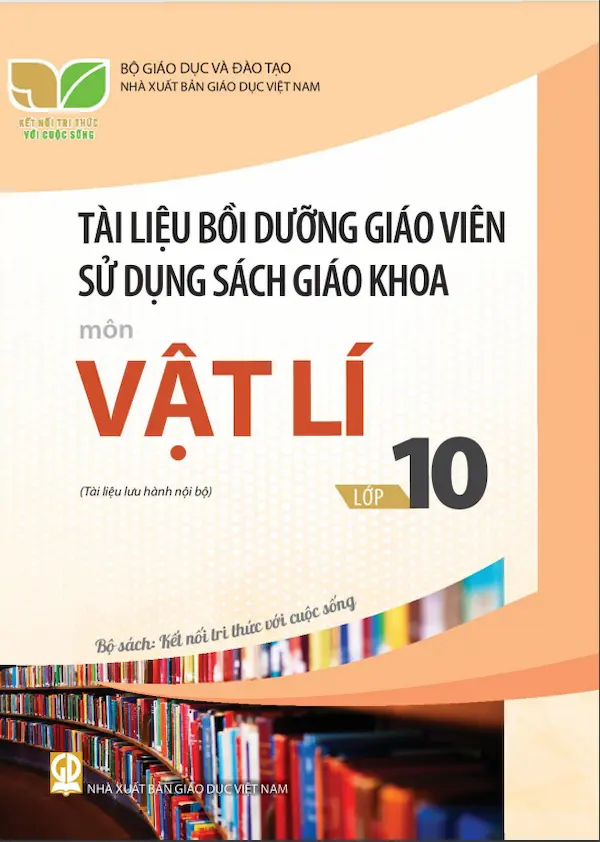 BỘ GIÁO DỤC VÀ ĐÀO TẠO
NHÀ XUẤT BẢN GIÁO DỤC VIỆT NAM
KẾT NỐI TRI THỨC
VỚI CUỘC SỐNG
TÀI LIỆU BỒI DƯỠNG GIÁO VIÊN
SỬ DỤNG SÁCH GIÁO KHOA
môn
VẬT LÍ
(Tài liệu lưu hành nội bộ)
LỚP 10
Bộ sách: Kết nối tri thức với cuộc sống
NHÀ XUẤT BẢN GIÁO DỤC VIỆT NAM